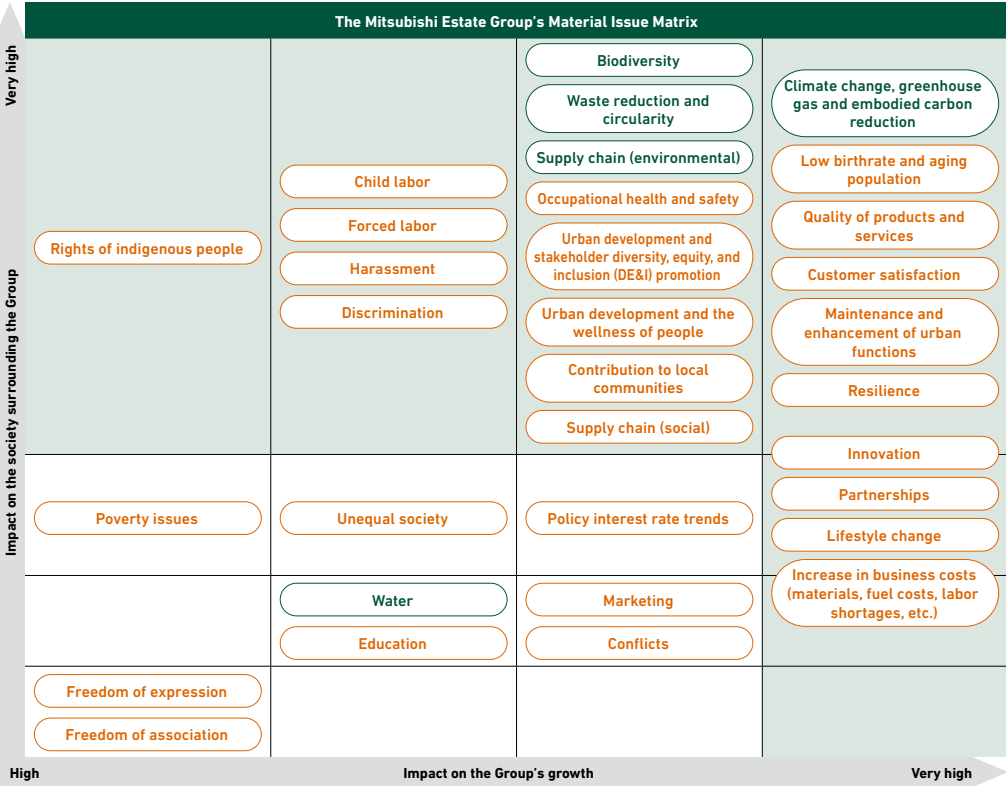 The Mitsubishi Estate Group's Material Issue Matrix
Very high
Impact on the society surrounding the Group
Rights of indigenous people
Child labor
Forced labor
Harassment
Discrimination
Biodiversity
Waste reduction and
circularity
Supply chain (environmental)
Occupational health and safety
Urban development and
stakeholder diversity, equity, and
inclusion (DE&I) promotion
Urban development and the
wellness of people
Contribution to local
communities
Supply chain (social)
Climate change, greenhouse
gas and embodied carbon
reduction
Low birthrate and aging
population
Quality of products and
services
Customer satisfaction
Maintenance and
enhancement of urban
functions
Resilience
Innovation
Partnerships
Lifestyle change
Increase in business costs
(materials, fuel costs, labor
shortages, etc.)
Poverty issues
Unequal society
Policy interest rate trends
Water
Education
Marketing
Conflicts
Freedom of expression
Freedom of association
High
Impact on the Group's growth
Very high